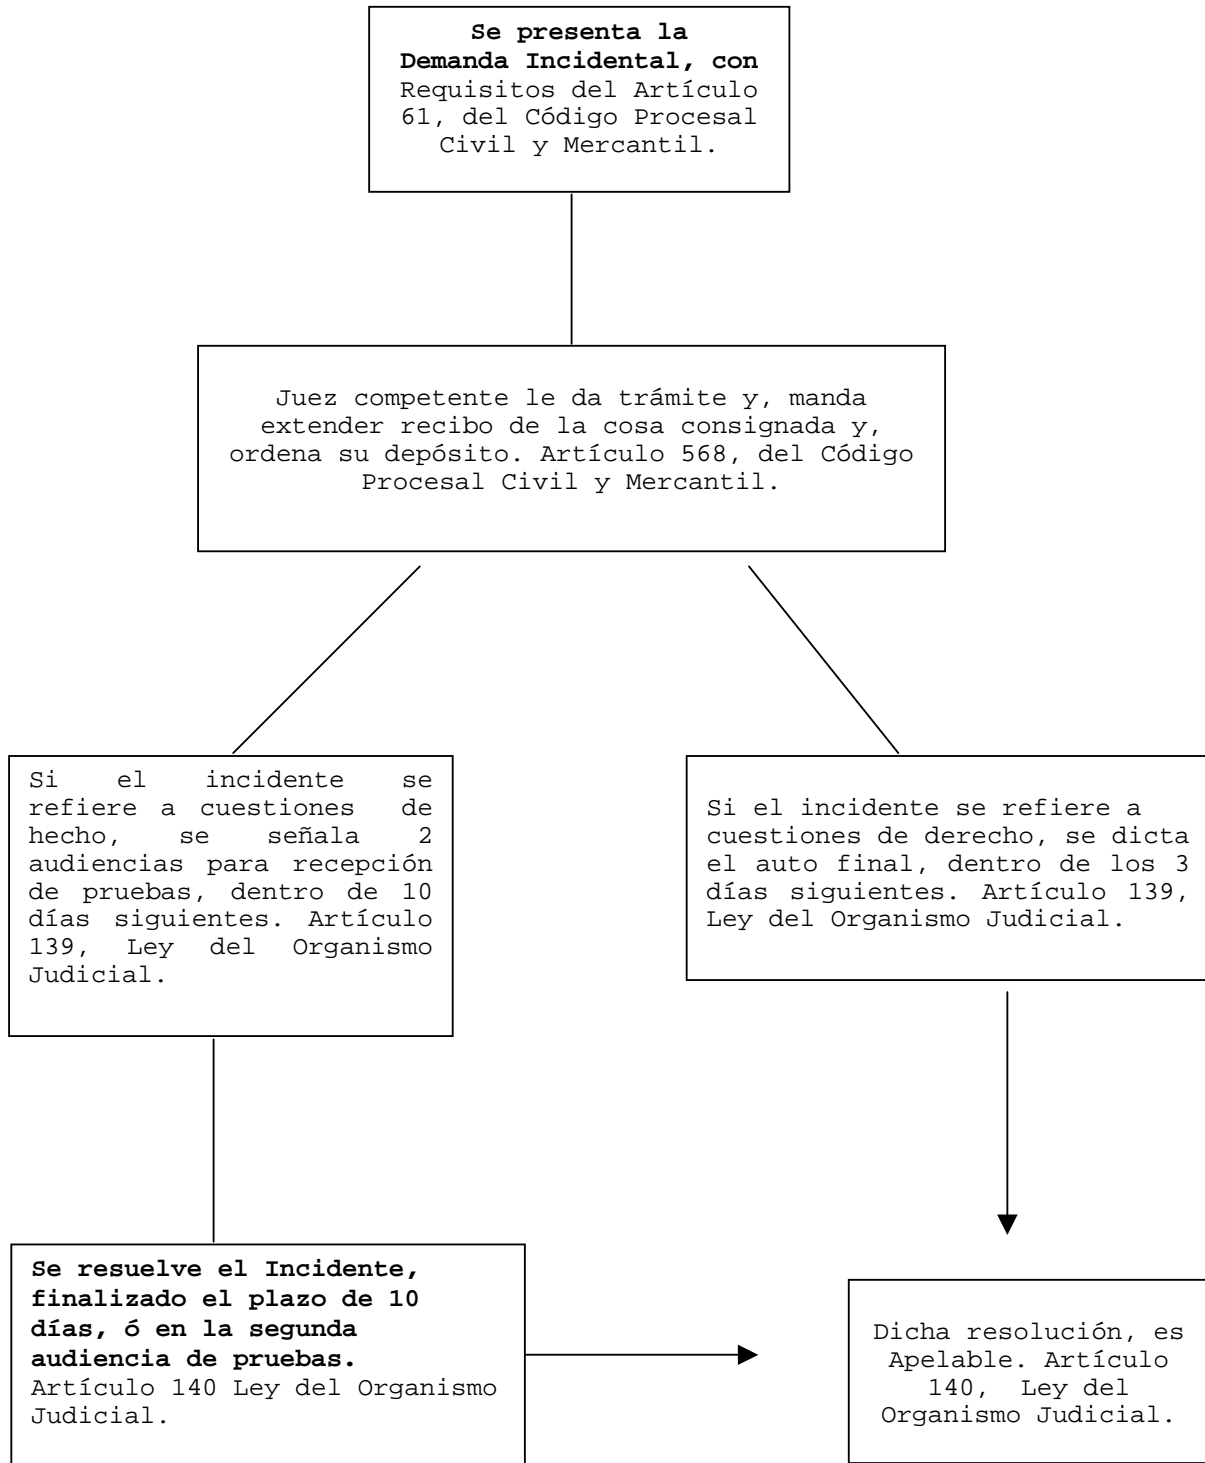 Se presenta la
Demanda Incidental, con
Requisitos del Artículo
61, del Código Procesal
Civil y Mercantil.
Juez competente le da trámite y, manda
extender recibo de la cosa consignada y,
ordena su depósito. Artículo 568, del Código
Procesal Civil y Mercantil.
Si el incidente se
refiere a cuestiones de
hecho, se señala 2
audiencias para recepción
de pruebas, dentro de 10
días siguientes. Artículo
139, Ley del Organismo
Judicial.
Si el incidente se refiere a
cuestiones de derecho, se dicta
el auto final, dentro de los 3
días siguientes. Artículo 139,
Ley del Organismo Judicial.
Se resuelve el Incidente,
finalizado el plazo de 10
días, ó en la segunda
audiencia de pruebas.
Artículo 140 Ley del Organismo
Judicial.
Dicha resolución, es
Apelable. Artículo
140, Ley del
Organismo Judicial.